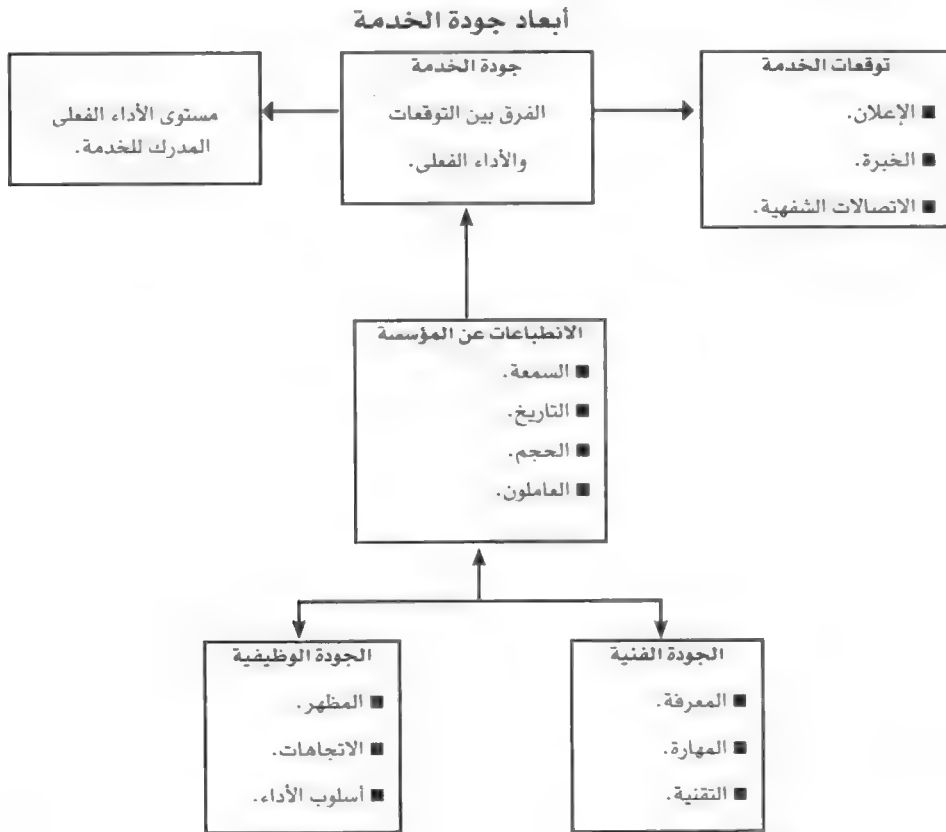 أبعاد جودة الخدمة
توقعات الخدمة
■ الإعلان.
■ الخبرة.
■ الاتصالات الشفهية.
جودة الخدمة
الفرق بين التوقعات
والأداء الفعلى.
مستوى الأداء الفعلى
المدرك للخدمة.
الانطباعات عن المؤسسة
■ السمعة.
■ التاريخ.
■ الحجم.
■ العاملون.
الجودة الفنية
■ المعرفة.
■ المهارة.
■ التقنية.
الجودة الوظيفية
■ المظهر.
■ الاتجاهات.
■ أسلوب الأداء.